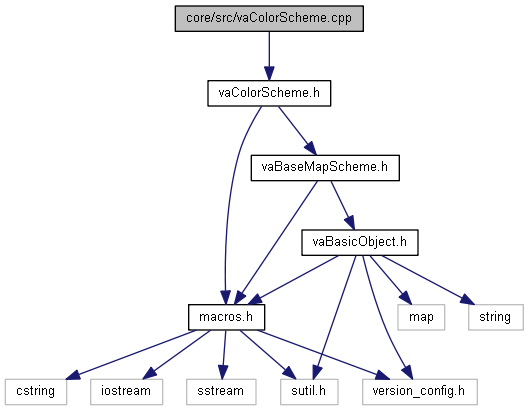 core/src/vaColorScheme.cpp
vaColorScheme.h
vaBaseMapScheme.h
vaBasicObject.h
macros.h
map
string
cstring
iostream
sstream
sutil.h
version_config.h